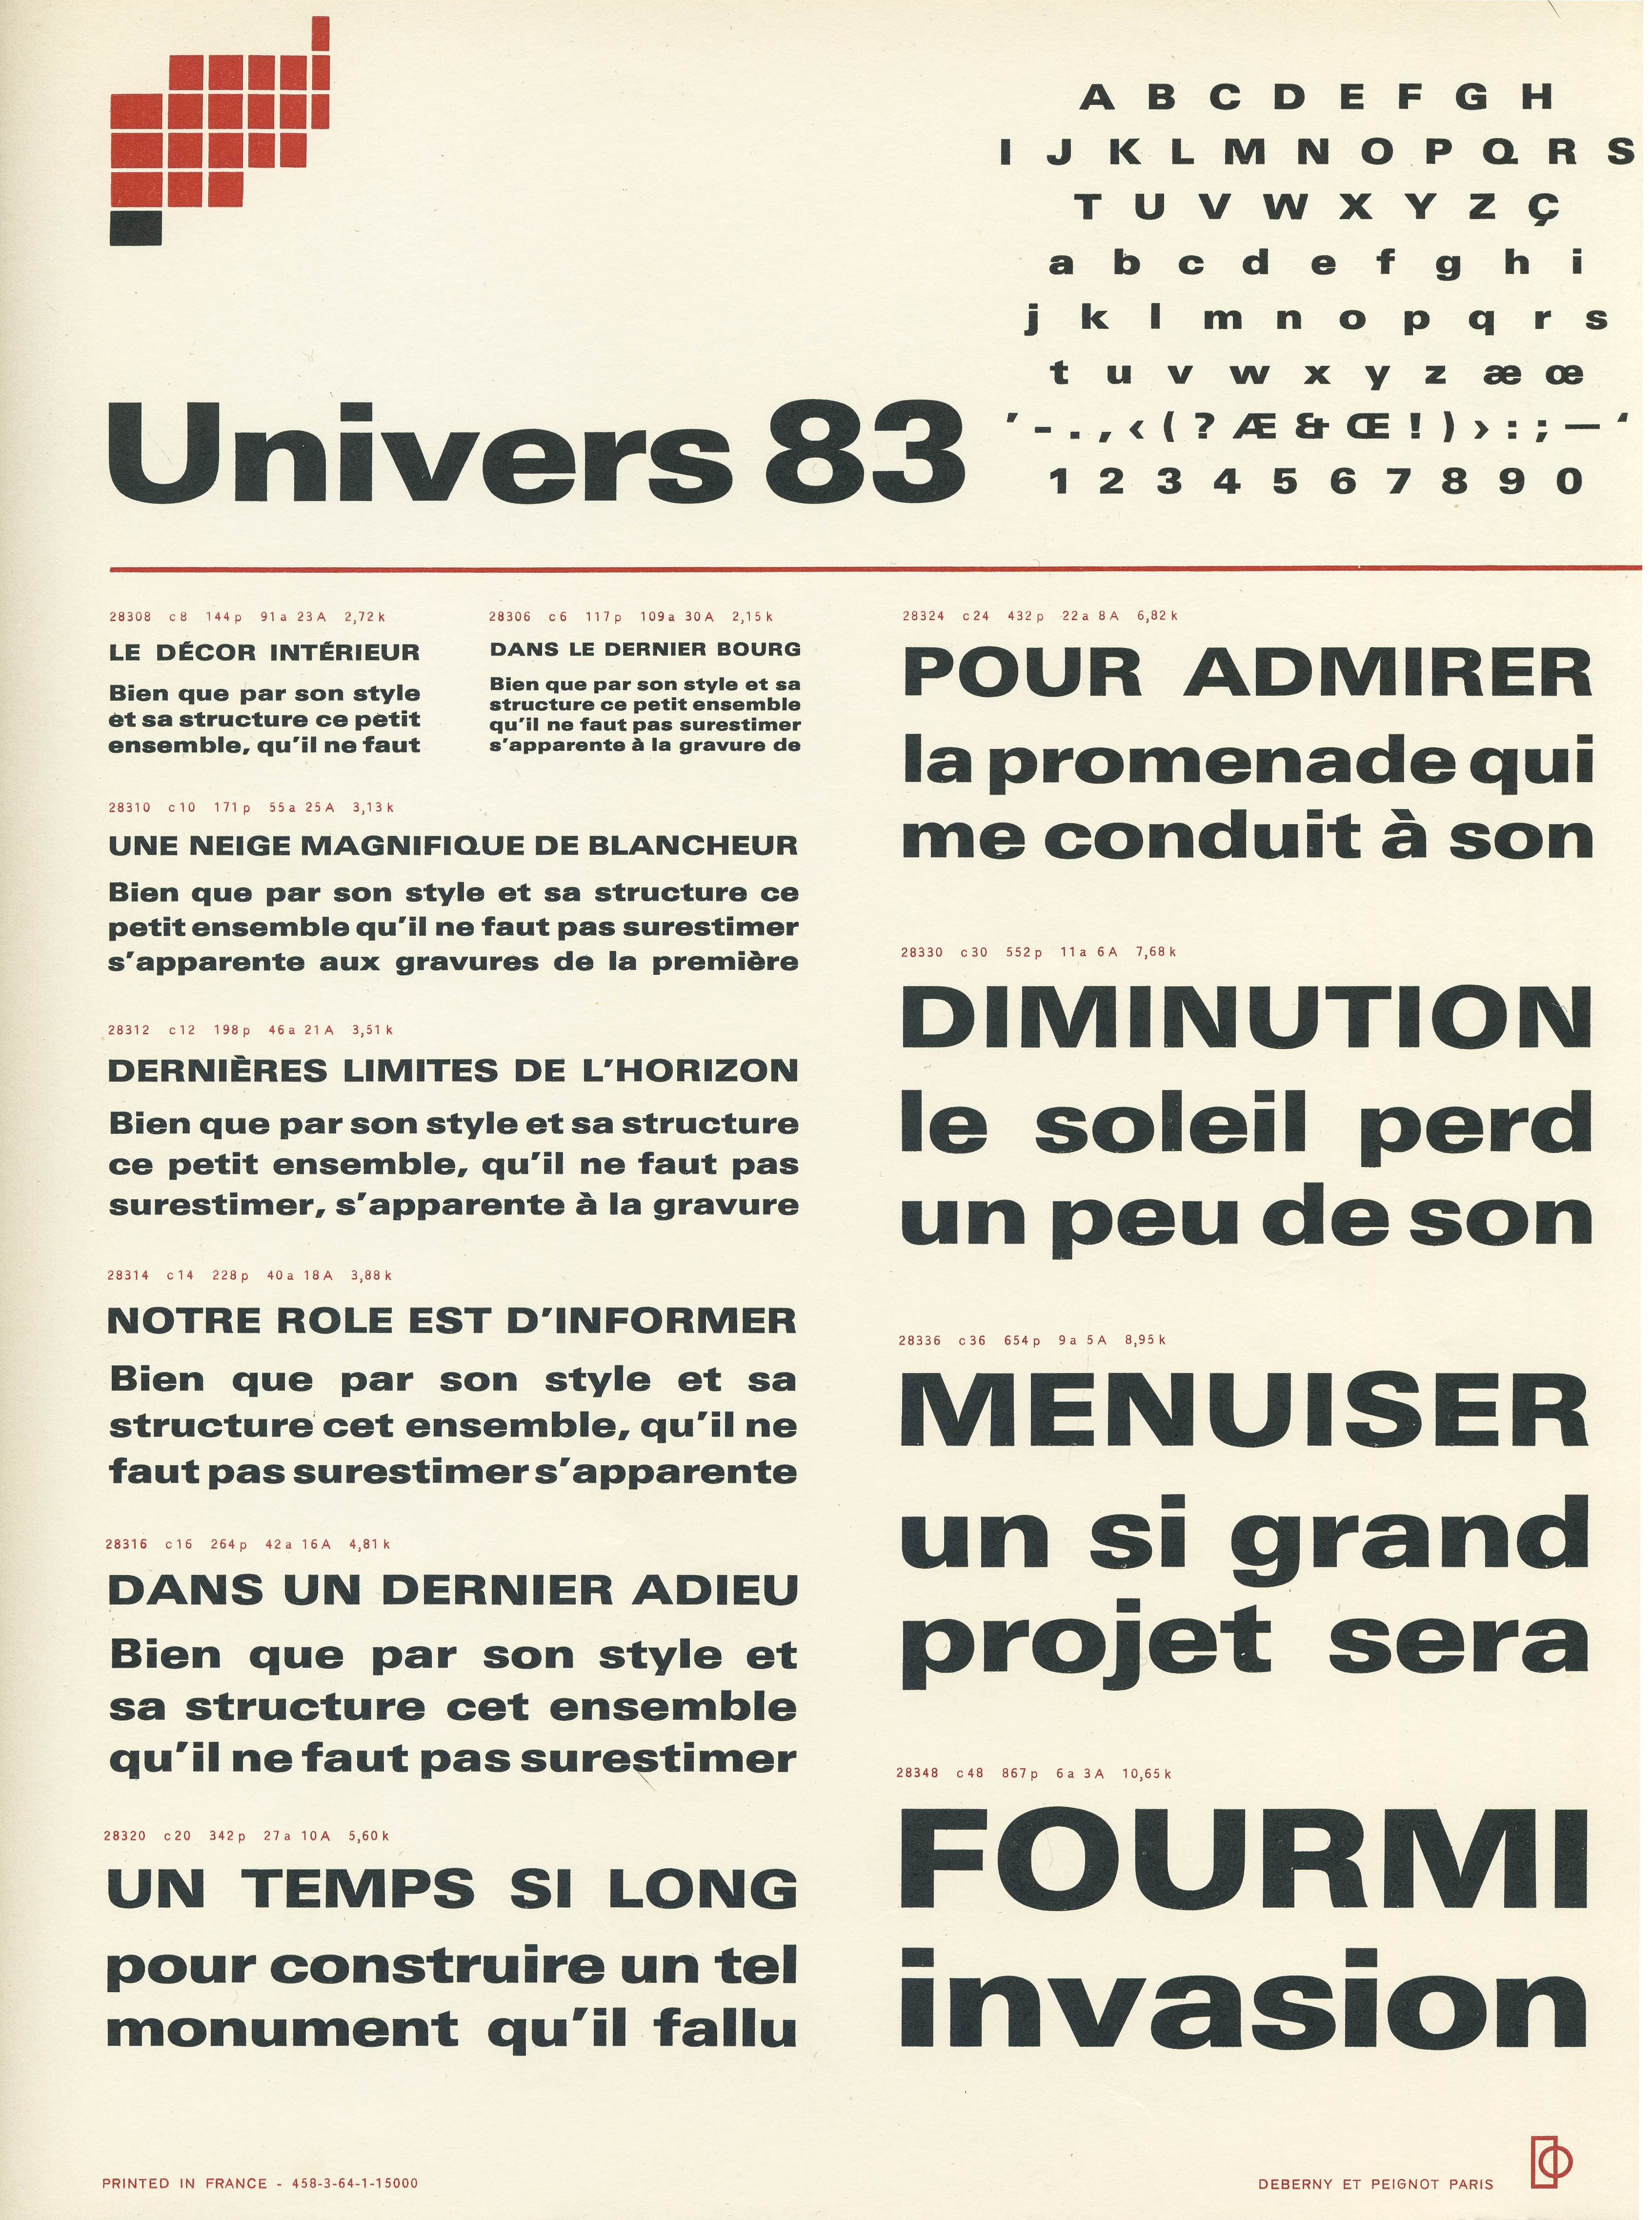 A B C D E F G H
I J K L M N O P Q R S
T U V W X Y Z Ç
a b c d e f g h i
j k l m n o p q r s
t u v w x y z æ œ
’ - . , ‹ ( ? Æ & Œ ! ) › : ; — ‘
1 2 3 4 5 6 7 8 9 0
Univers 83
28308 c8 144p 91a 23A 2,72k
LE DÉCOR INTÉRIEUR
Bien que par son style
et sa structure ce petit
ensemble, qu’il ne faut
28306 c6 117p 109a 30A 2,15k
DANS LE DERNIER BOURG
Bien que par son style et sa
structure ce petit ensemble
qu’il ne faut pas surestimer
s’apparente à la gravure de
28310 c10 171p 55a 25A 3,13k
UNE NEIGE MAGNIFIQUE DE BLANCHEUR
Bien que par son style et sa structure ce
petit ensemble qu’il ne faut pas surestimer
s’apparente aux gravures de la première
28312 c12 198p 46a 21A 3,51k
DERNIÈRES LIMITES DE L’HORIZON
Bien que par son style et sa structure
ce petit ensemble, qu’il ne faut pas
surestimer, s’apparente à la gravure
28314 c14 228p 40a 18A 3,88k
NOTRE ROLE EST D’INFORMER
Bien que par son style et sa
structure cet ensemble, qu’il ne
faut pas surestimer s’apparente
28316 c16 264p 42a 16A 4,81k
DANS UN DERNIER ADIEU
Bien que par son style et
sa structure cet ensemble
qu’il ne faut pas surestimer
28320 c20 342p 27a 10A 5,60k
UN TEMPS SI LONG
pour construire un tel
monument qu’il fallu
28324 c24 432p 22a 8A 6,82k
POUR ADMIRER
la promenade qui
me conduit à son
28330 c30 552p 11a 6A 7,68k
DIMINUTION
le soleil perd
un peu de son
28336 c36 654p 9a 5A 8,95k
MENUISER
un si grand
projet sera
28348 c48 867p 6a 3A 10,65k
FOURMI
invasion
PRINTED IN FRANCE - 458-3-64-1-15000
DEBERNY ET PEIGNOT PARIS